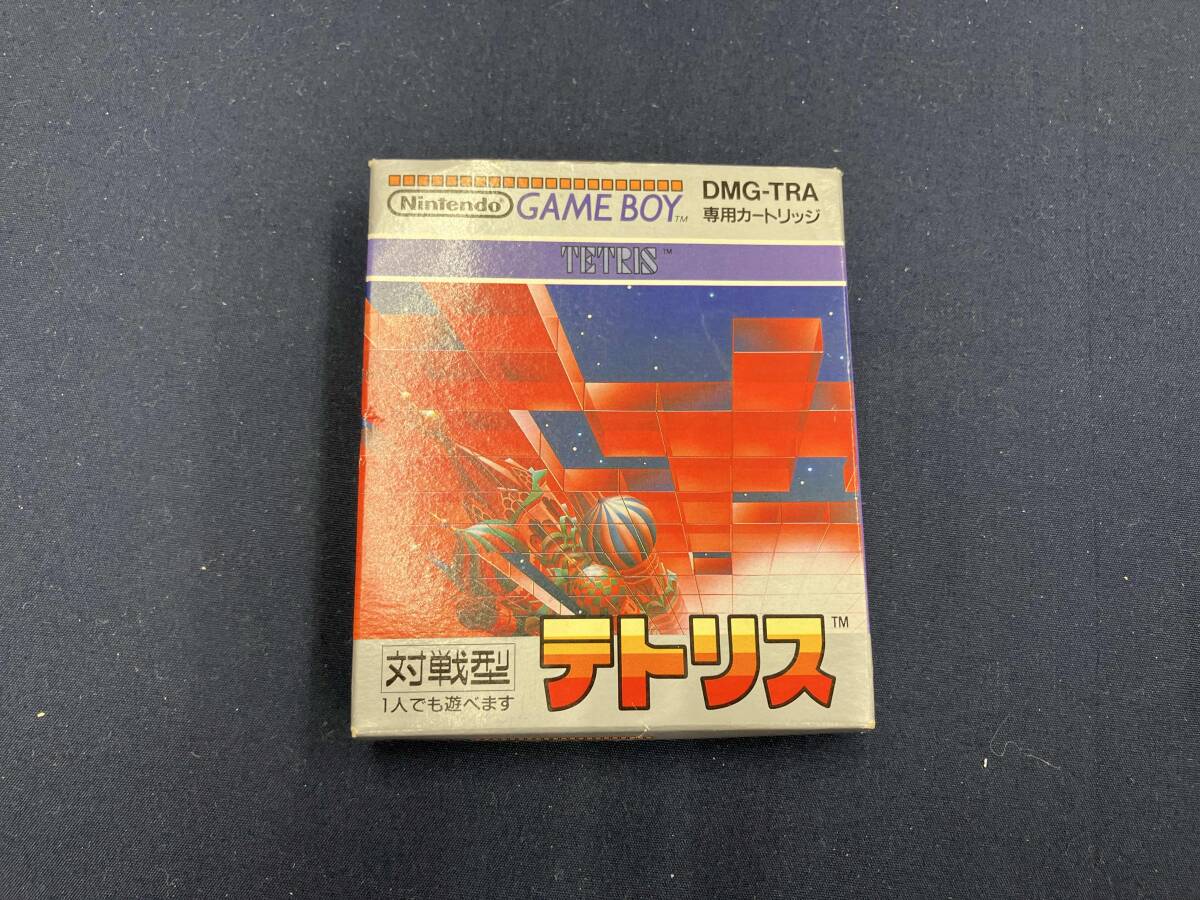 Nintendo GAME BOY™ DMG-TRA
専用カートリッジ
TETRIS™
対戦型
1人でも遊べます
テトリス™